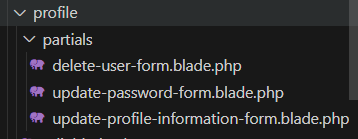 profile
partials
delete-user-form.blade.php
update-password-form.blade.php
update-profile-information-form.blade.php